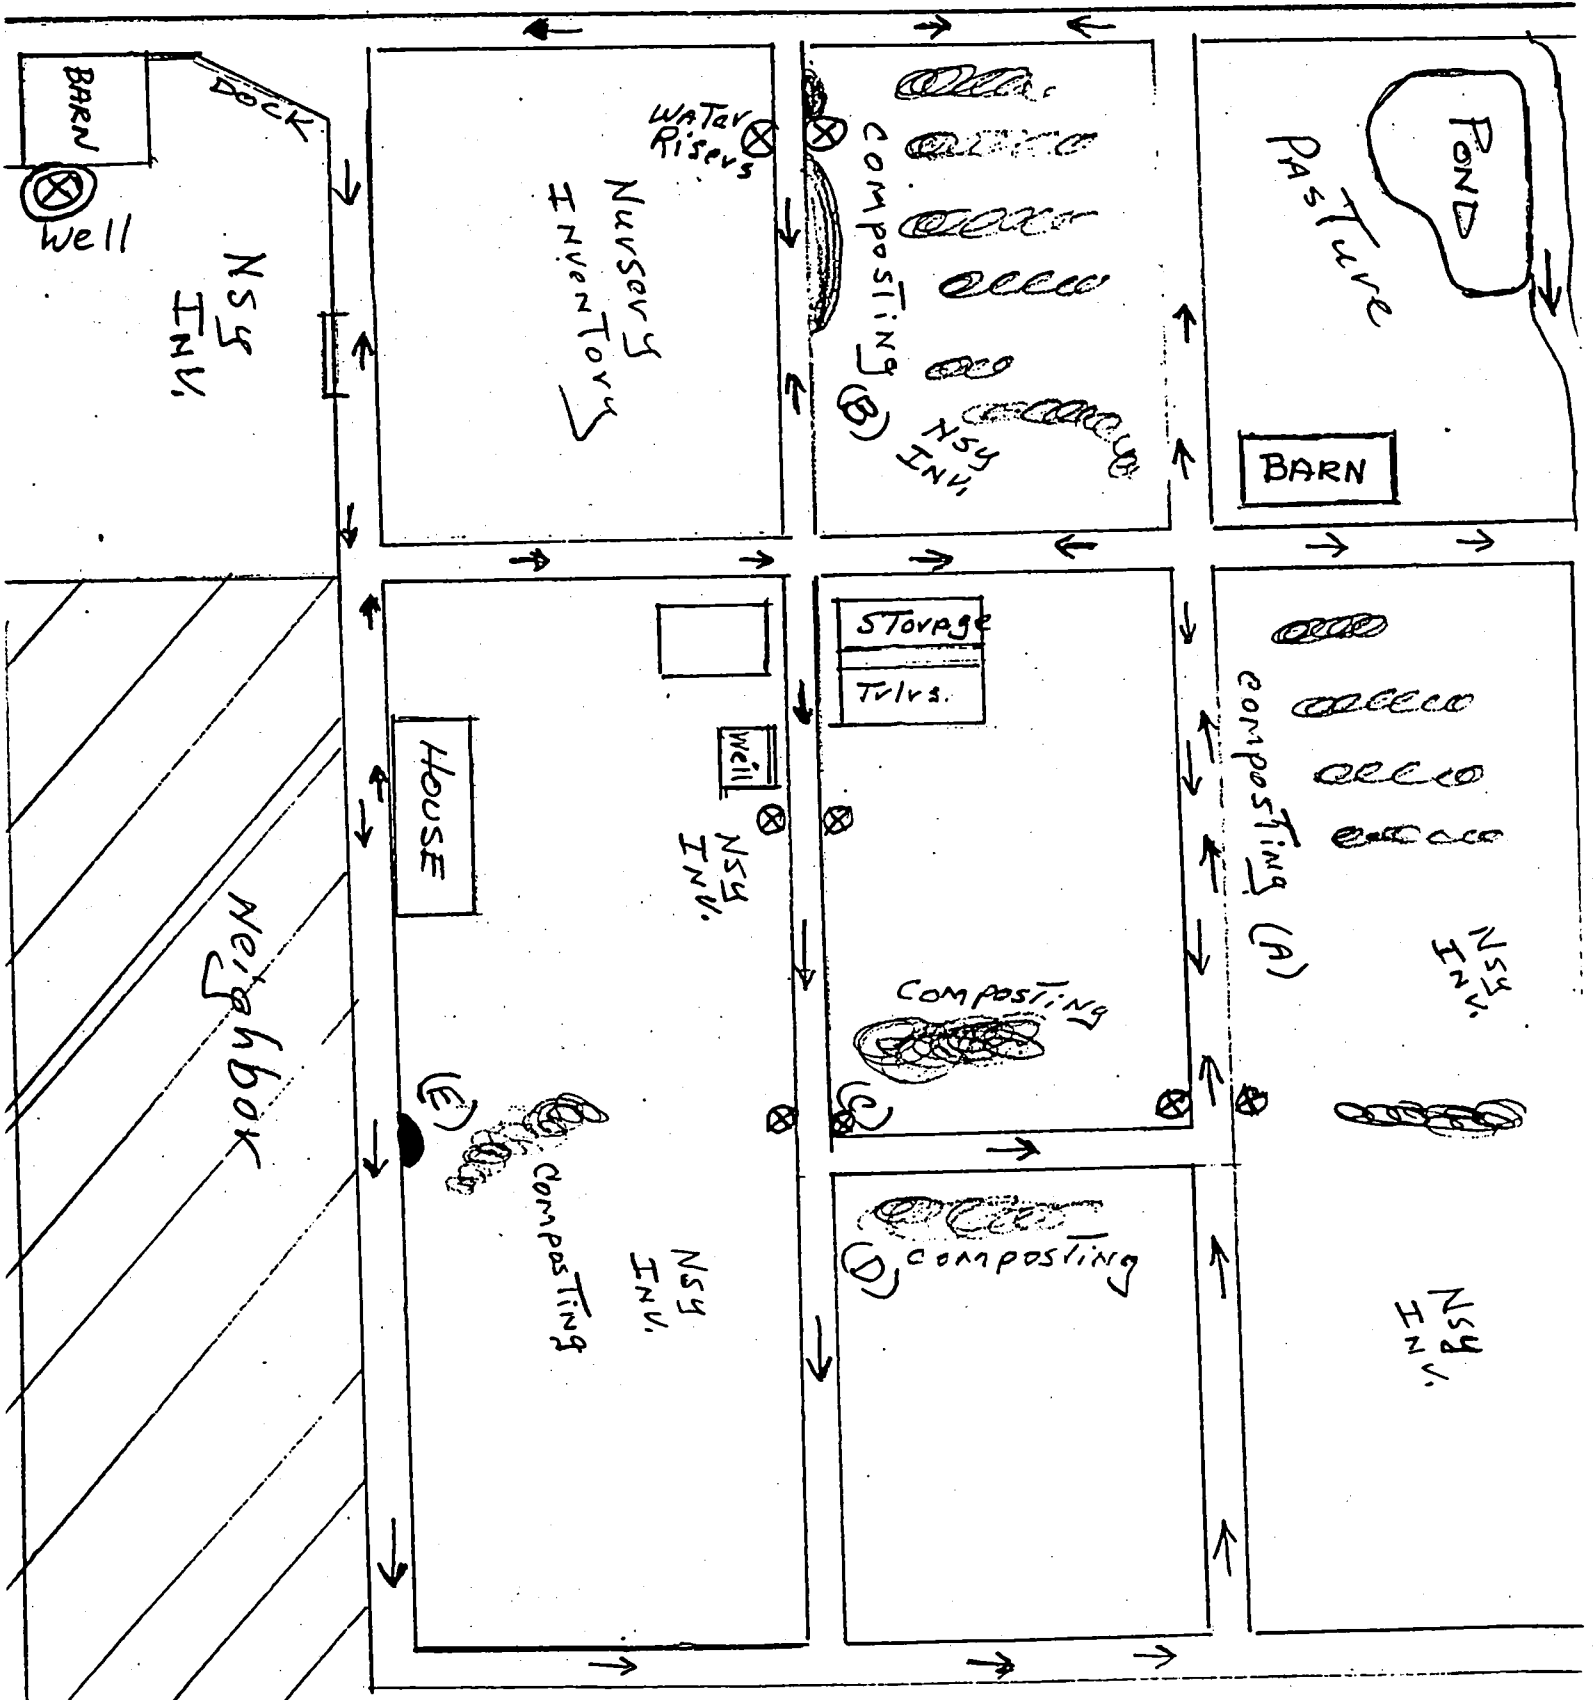 BARN
DOCK
Well
Nsy
INV.
WATer
Risers
Nursery
INvenTory
composTing
(B)
Nsy
INV.
PAsTure
PonD
BARN
STorage
Trlrs.
Well
House
Nsy
INV.
composTing (A)
Nsy
INV.
Neighbor
ComposTing
(C)
(E)
ComposTing
Nsy
INV.
(D)
composTing
Nsy
INV.